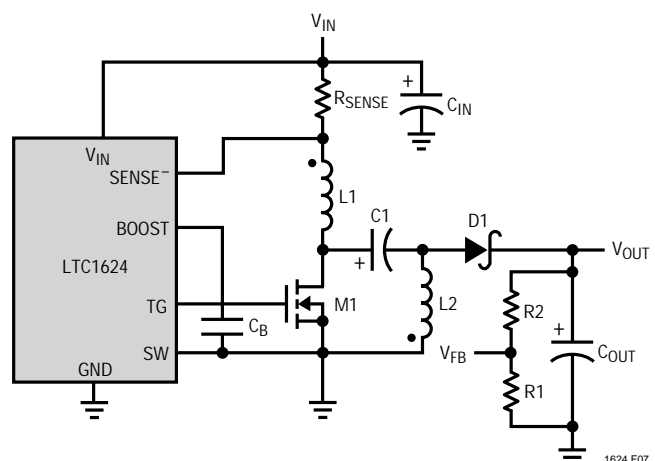 VIN
RSENSE
+
CIN
VIN
SENSE–
L1
BOOST
C1
D1
+
VOUT
LTC1624
TG
M1
L2
R2
+
CB
COUT
SW
VFB
R1
GND
1624 F07